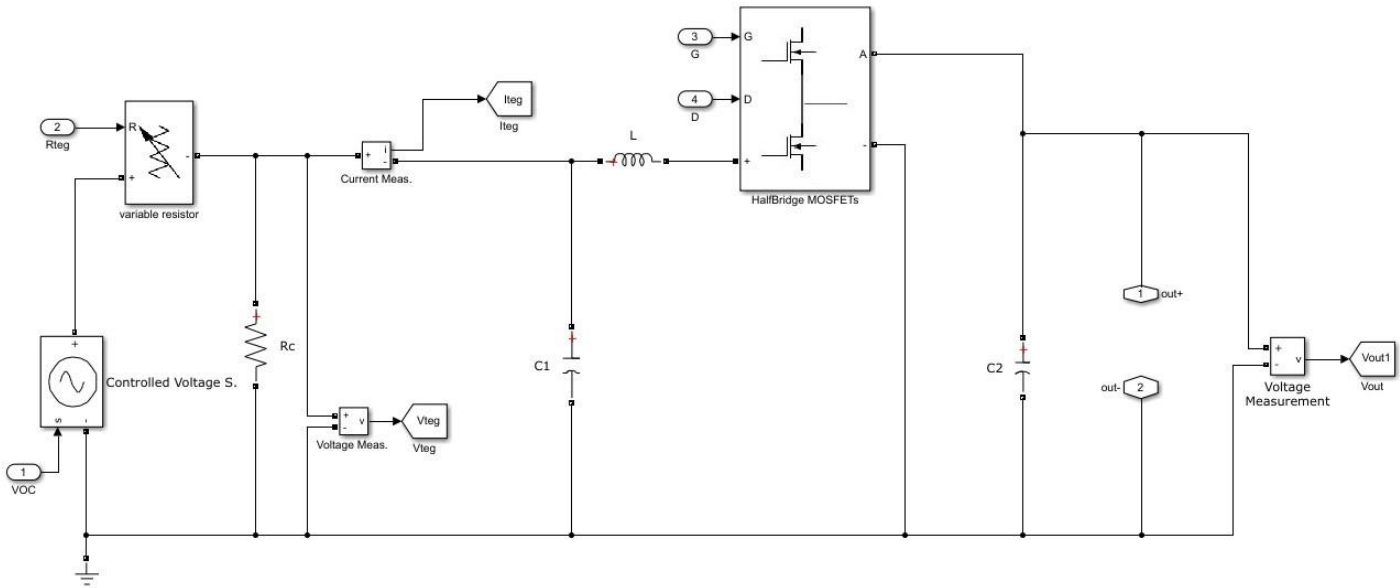 3
G
G
A
4
D
D
+
-
HalfBridge MOSFETs
Iteg
Iteg
2
Rteg
R
-
+
variable resistor
+
i
-
Current Meas.
L
+
+
Rc
+
C1
+
C2
1
out+
out-
2
+
-
v
Voltage
Measurement
Vout1
Vout
+
Controlled Voltage S.
s
-
1
VOC
+
-
v
Voltage Meas.
Vteg
Vteg